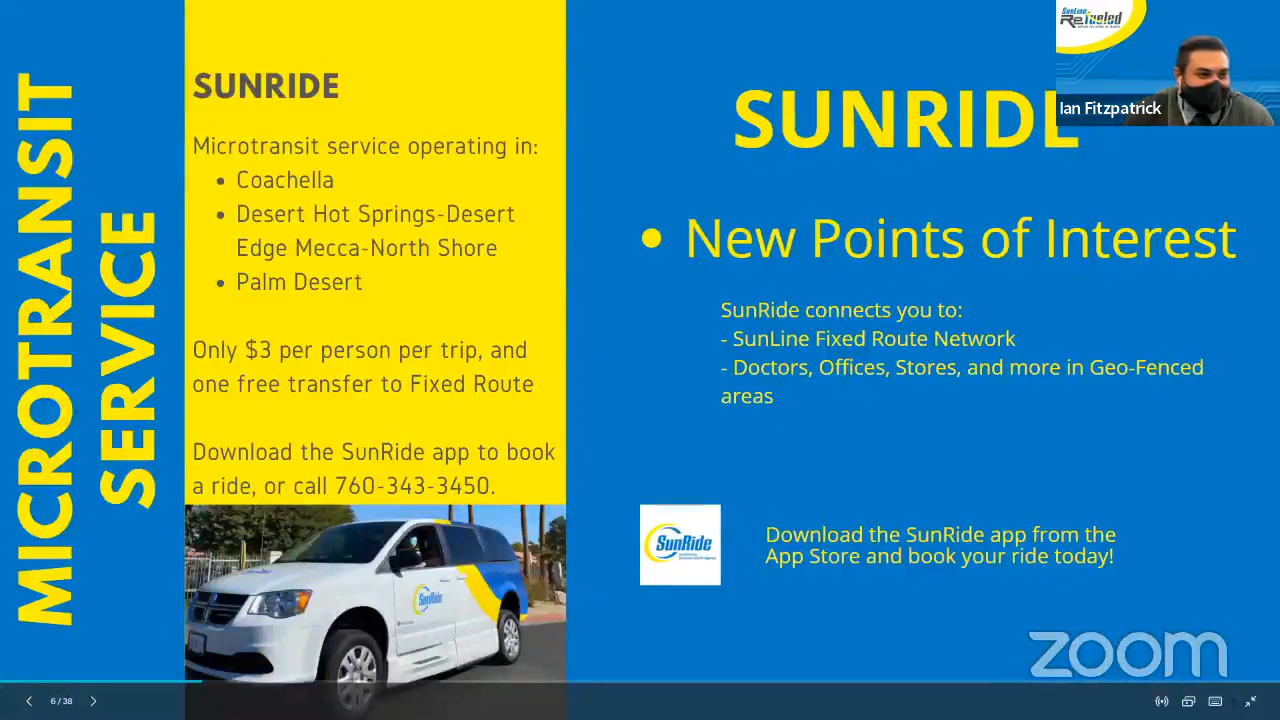 MICROTRANSIT
SERVICE
SUNRIDE
Microtransit service operating in:
• Coachella
• Desert Hot Springs-Desert
Edge Mecca-North Shore
• Palm Desert
Only $3 per person per trip, and
one free transfer to Fixed Route
Download the SunRide app to book
a ride, or call 760-343-3450.
SunRide
SUNRIDE
• New Points of Interest
SunRide connects you to:
- SunLine Fixed Route Network
- Doctors, Offices, Stores, and more in Geo-Fenced
areas
SunRide
Download the SunRide app from the
App Store and book your ride today!
SunLine
Refueled
Ian Fitzpatrick
zoom
6 / 38